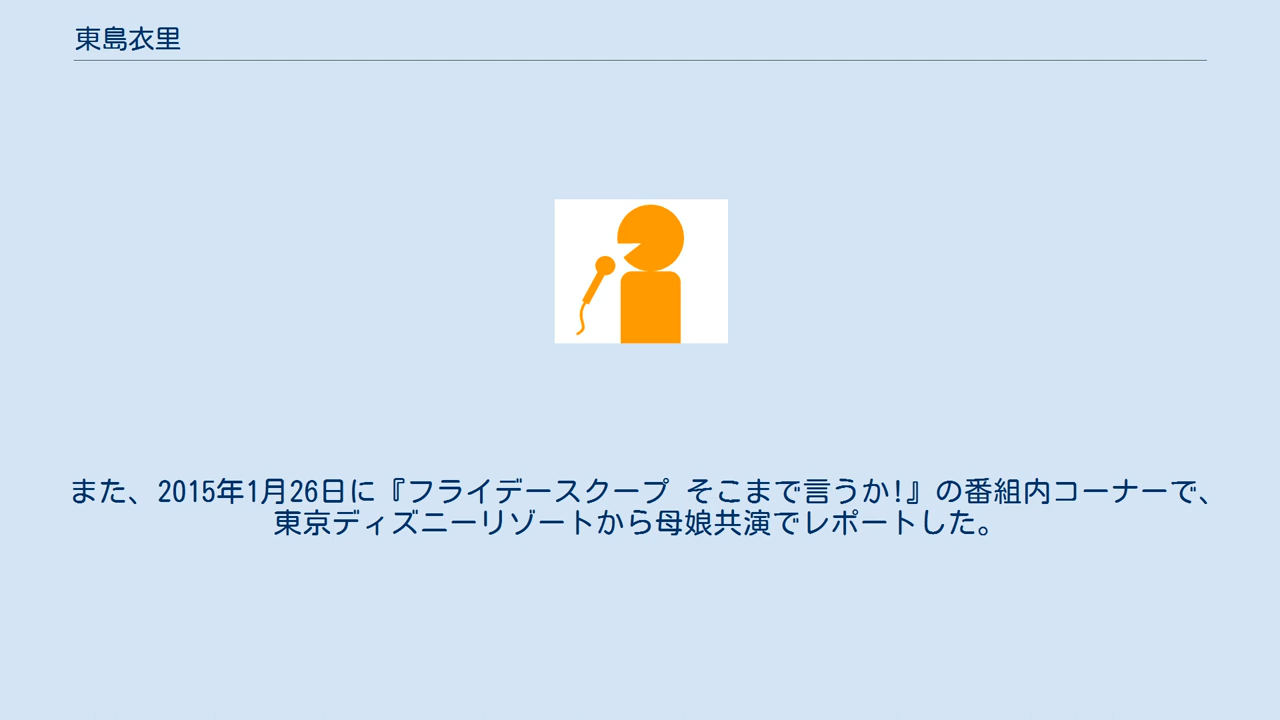 東島衣里
また、2015年1月26日に『フライデースクープ そこまで言うか!』の番組内コーナーで、
東京ディズニーリゾートから母娘共演でレポートした。